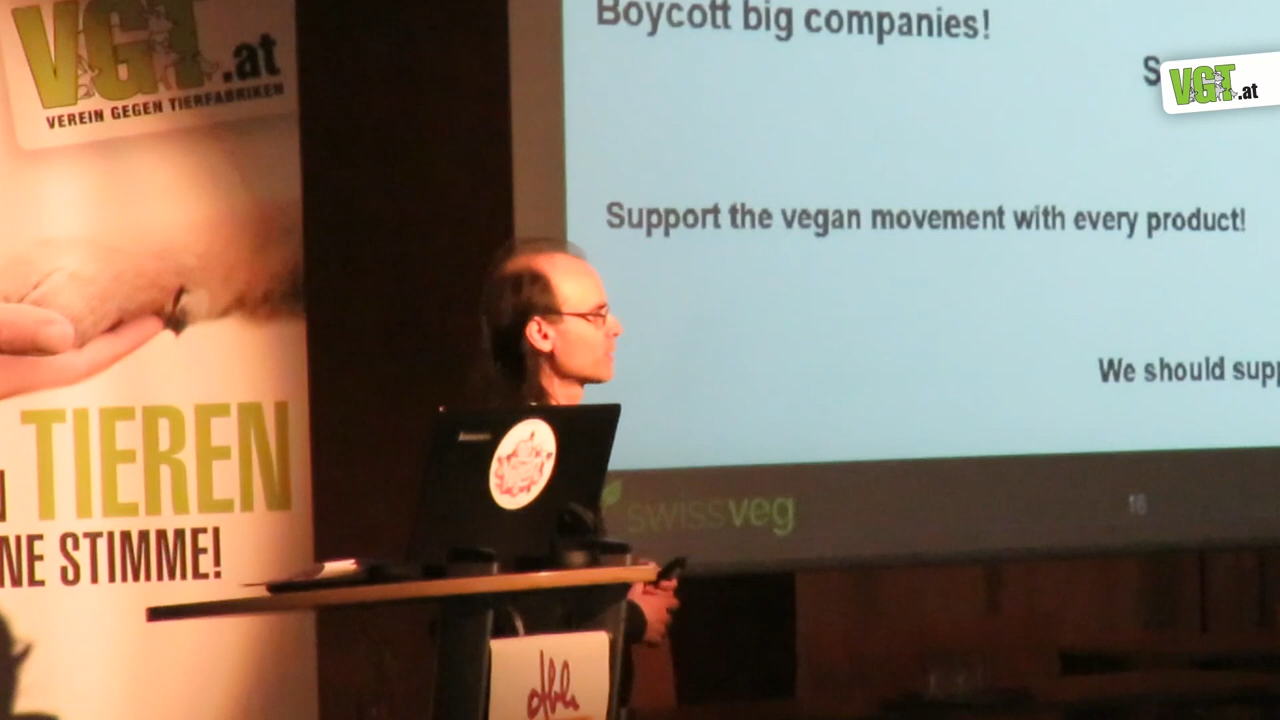 VGT.at
VEREIN GEGEN TIERFABRIKEN
TIEREN
NE STIMME!
Boycott big companies!
S
VGT.at
Support the vegan movement with every product!
We should supp
swissveg
16